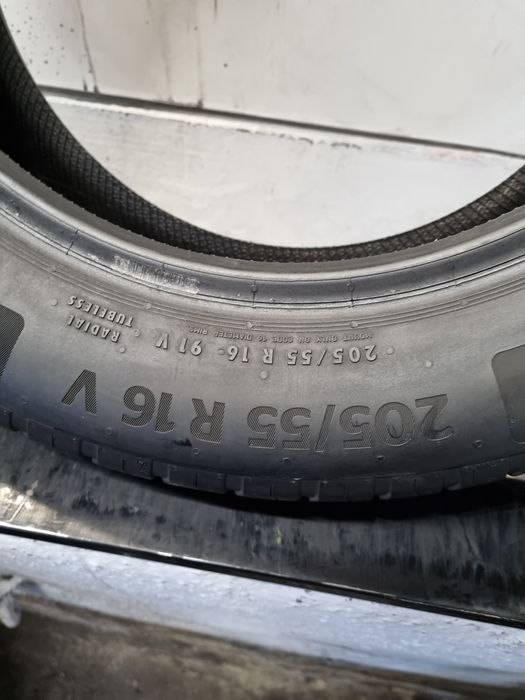 205/55 R 16 V
205/55 R 16 91 V
MOUNT ONLY ON CODE 16 DIAMETER RIMS
RADIAL
TUBELESS